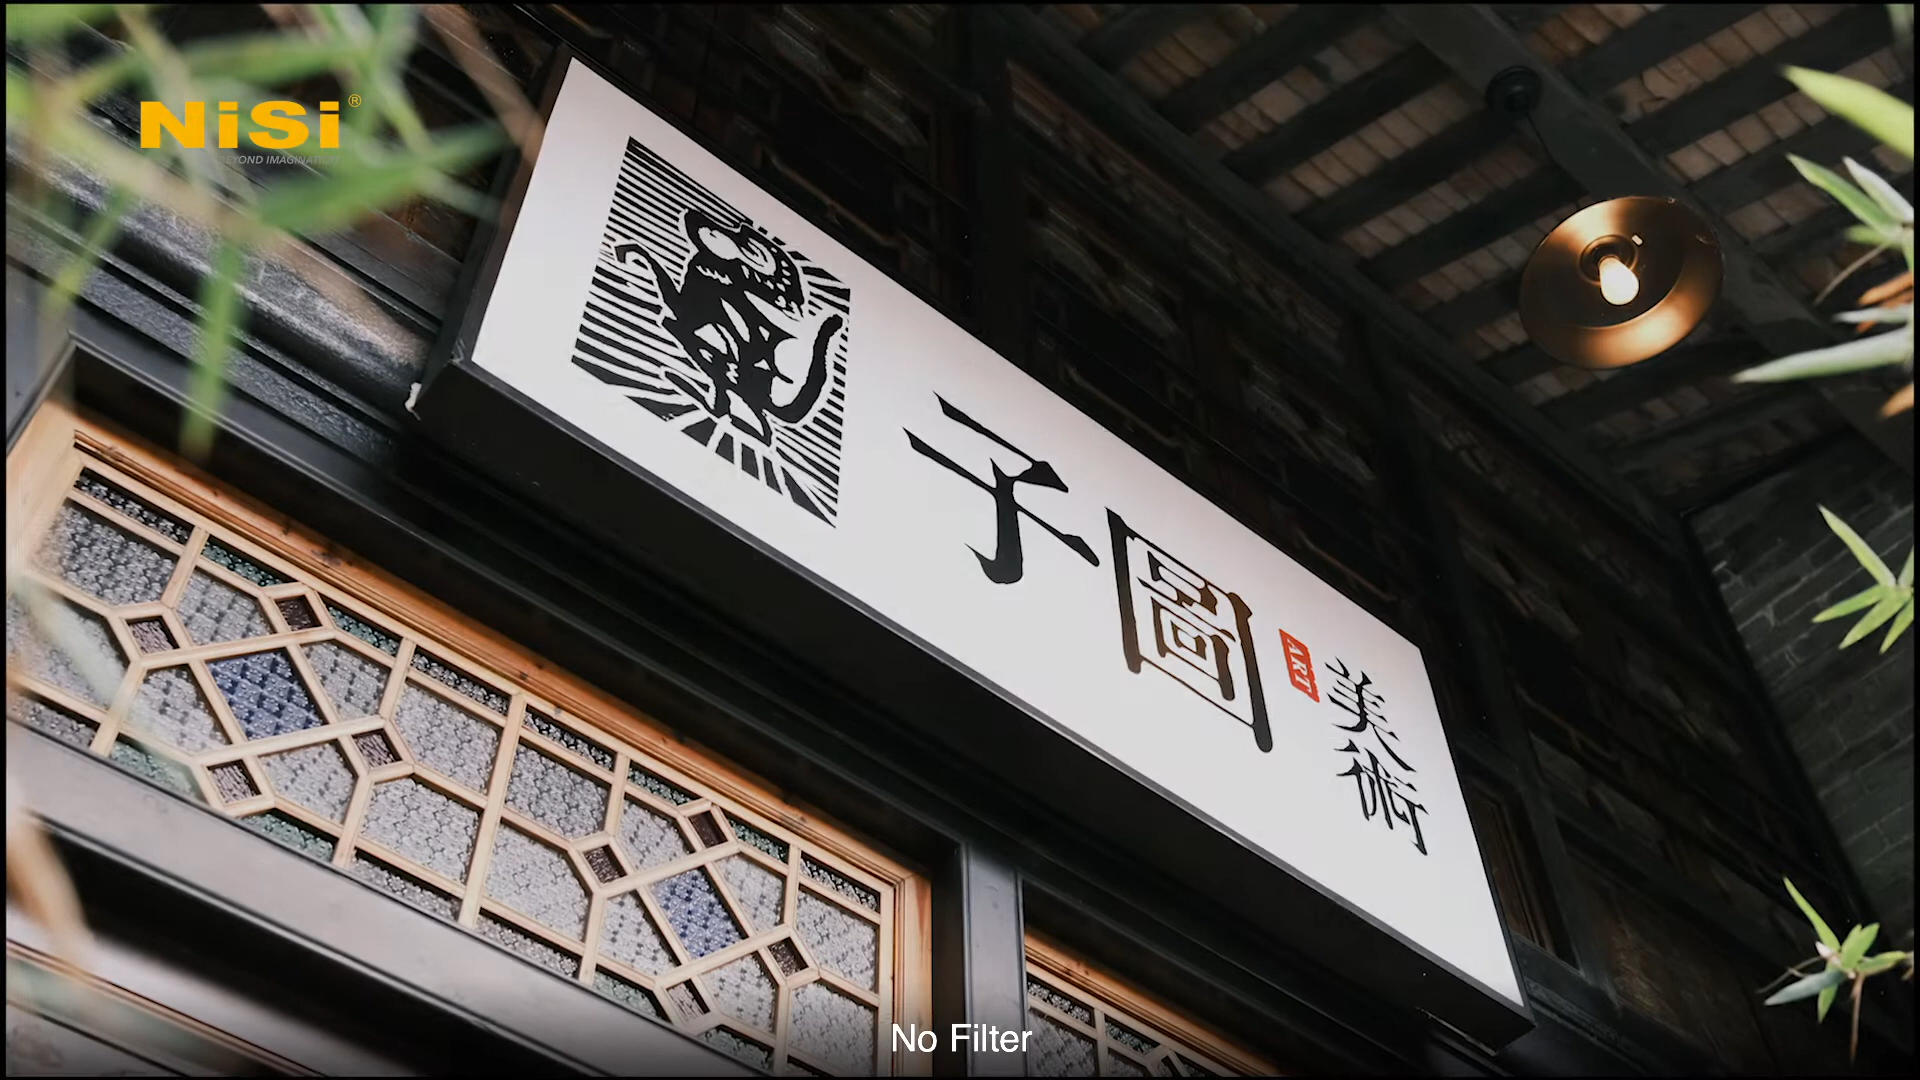 NiSi®
BEYOND IMAGINATION
子圖
ART
美術
No Filter